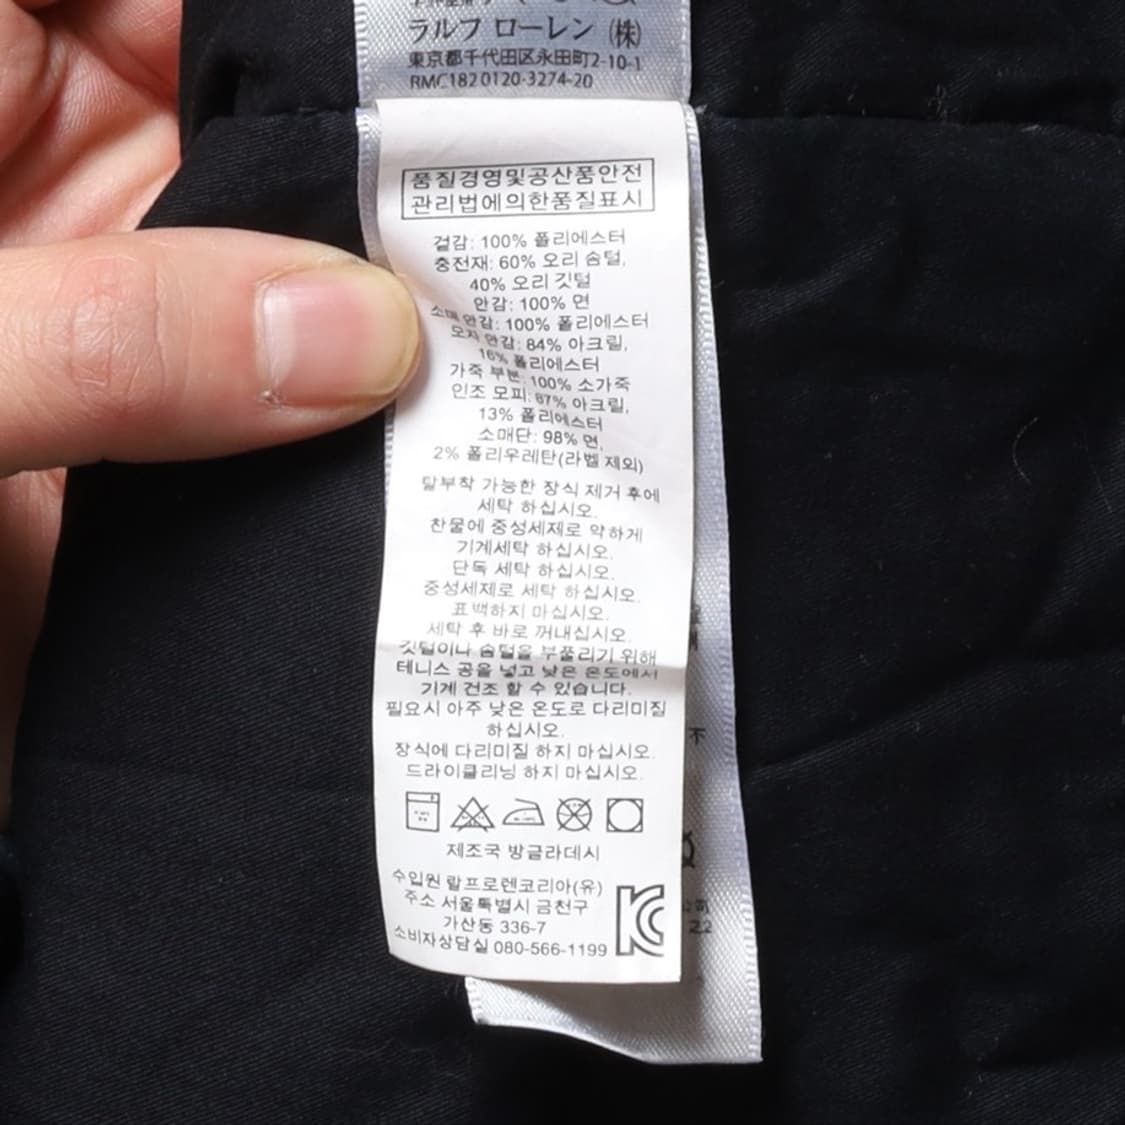 ラルフ ローレン (株)
東京都千代田区永田町2-10-1
RMC182 0120-3274-20
품질경영및공산품안전
관리법에의한품질표시
겉감: 100% 폴리에스터
충전재: 60% 오리 솜털,
40% 오리 깃털
안감: 100% 면
소매 안감: 100% 폴리에스터
모자 안감: 84% 아크릴,
16% 폴리에스터
가죽 부분: 100% 소가죽
인조 모피: 87% 아크릴,
13% 폴리에스터
소매단: 98% 면,
2% 폴리우레탄(라벨 제외)
탈부착 가능한 장식 제거 후에
세탁 하십시오.
찬물에 중성세제로 약하게
기계세탁 하십시오.
단독 세탁 하십시오.
중성세제로 세탁 하십시오.
표백하지 마십시오.
세탁 후 바로 꺼내십시오.
깃털이나 솜털을 부풀리기 위해
테니스 공을 넣고 낮은 온도에서
기계 건조 할 수 있습니다.
필요시 아주 낮은 온도로 다리미질
하십시오.
장식에 다리미질 하지 마십시오.
드라이클리닝 하지 마십시오.
제조국 방글라데시
수입원 랄프로렌코리아(유)
주소 서울특별시 금천구
가산동 336-7
소비자상담실 080-566-1199
KC
不
22